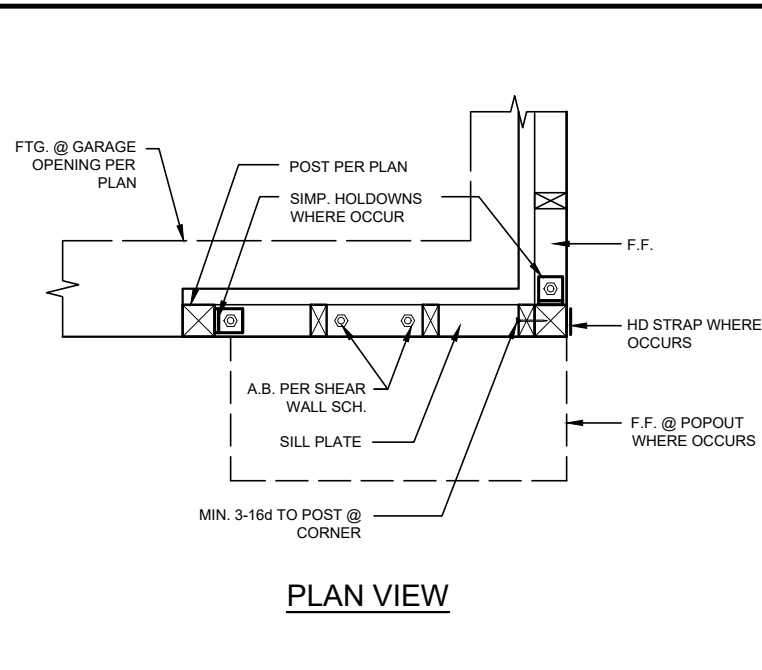 FTG. @ GARAGE
OPENING PER
PLAN
POST PER PLAN
SIMP. HOLDOWNS
WHERE OCCUR
F.F.
HD STRAP WHERE
OCCURS
A.B. PER SHEAR
WALL SCH.
SILL PLATE
F.F. @ POPOUT
WHERE OCCURS
MIN. 3-16d TO POST @
CORNER
PLAN VIEW